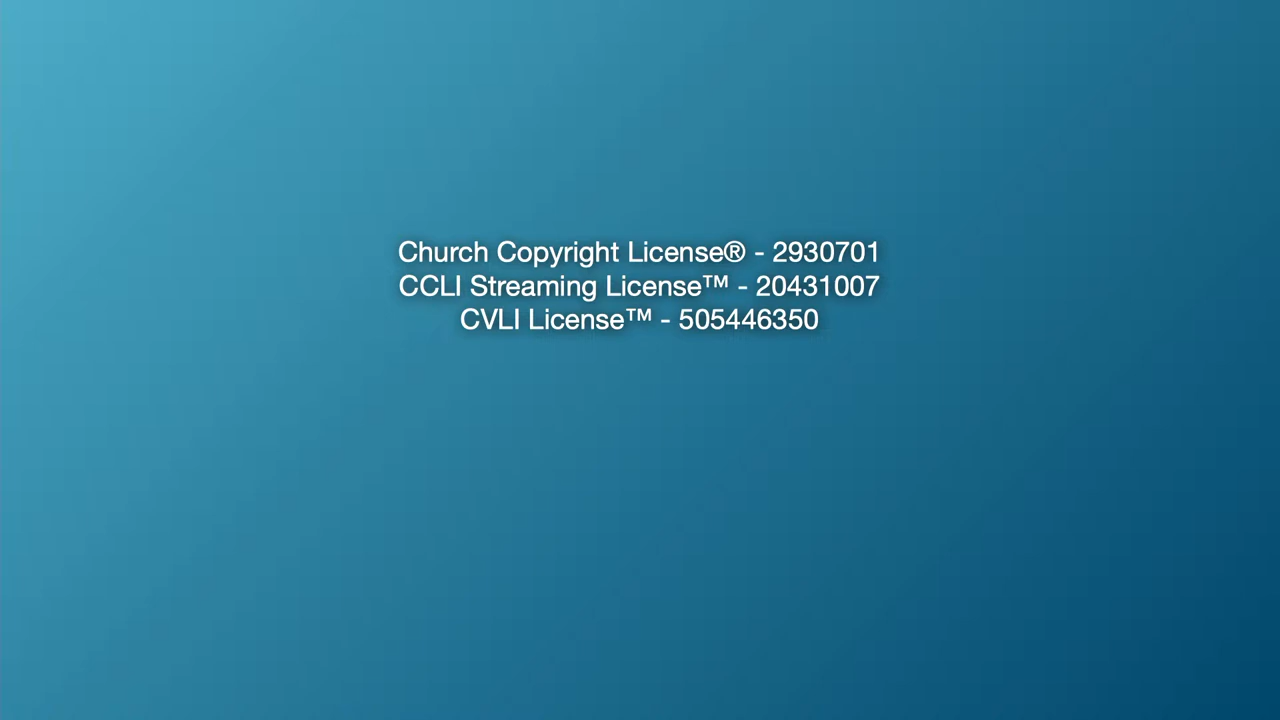 Church Copyright License® - 2930701
CCLI Streaming License™ - 20431007
CVLI License™ - 505446350